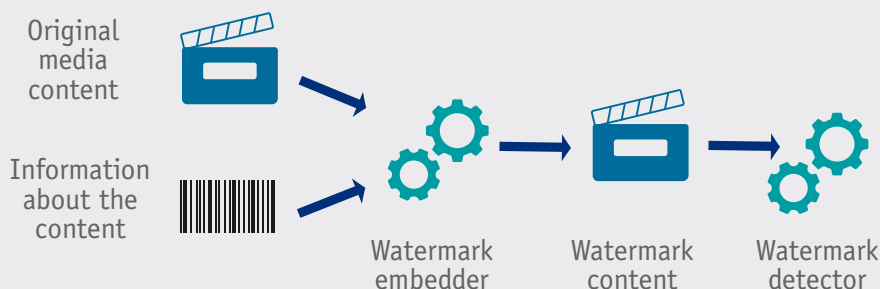 Original
media
content
Information
about the
content
Watermark
embedder
Watermark
content
Watermark
detector